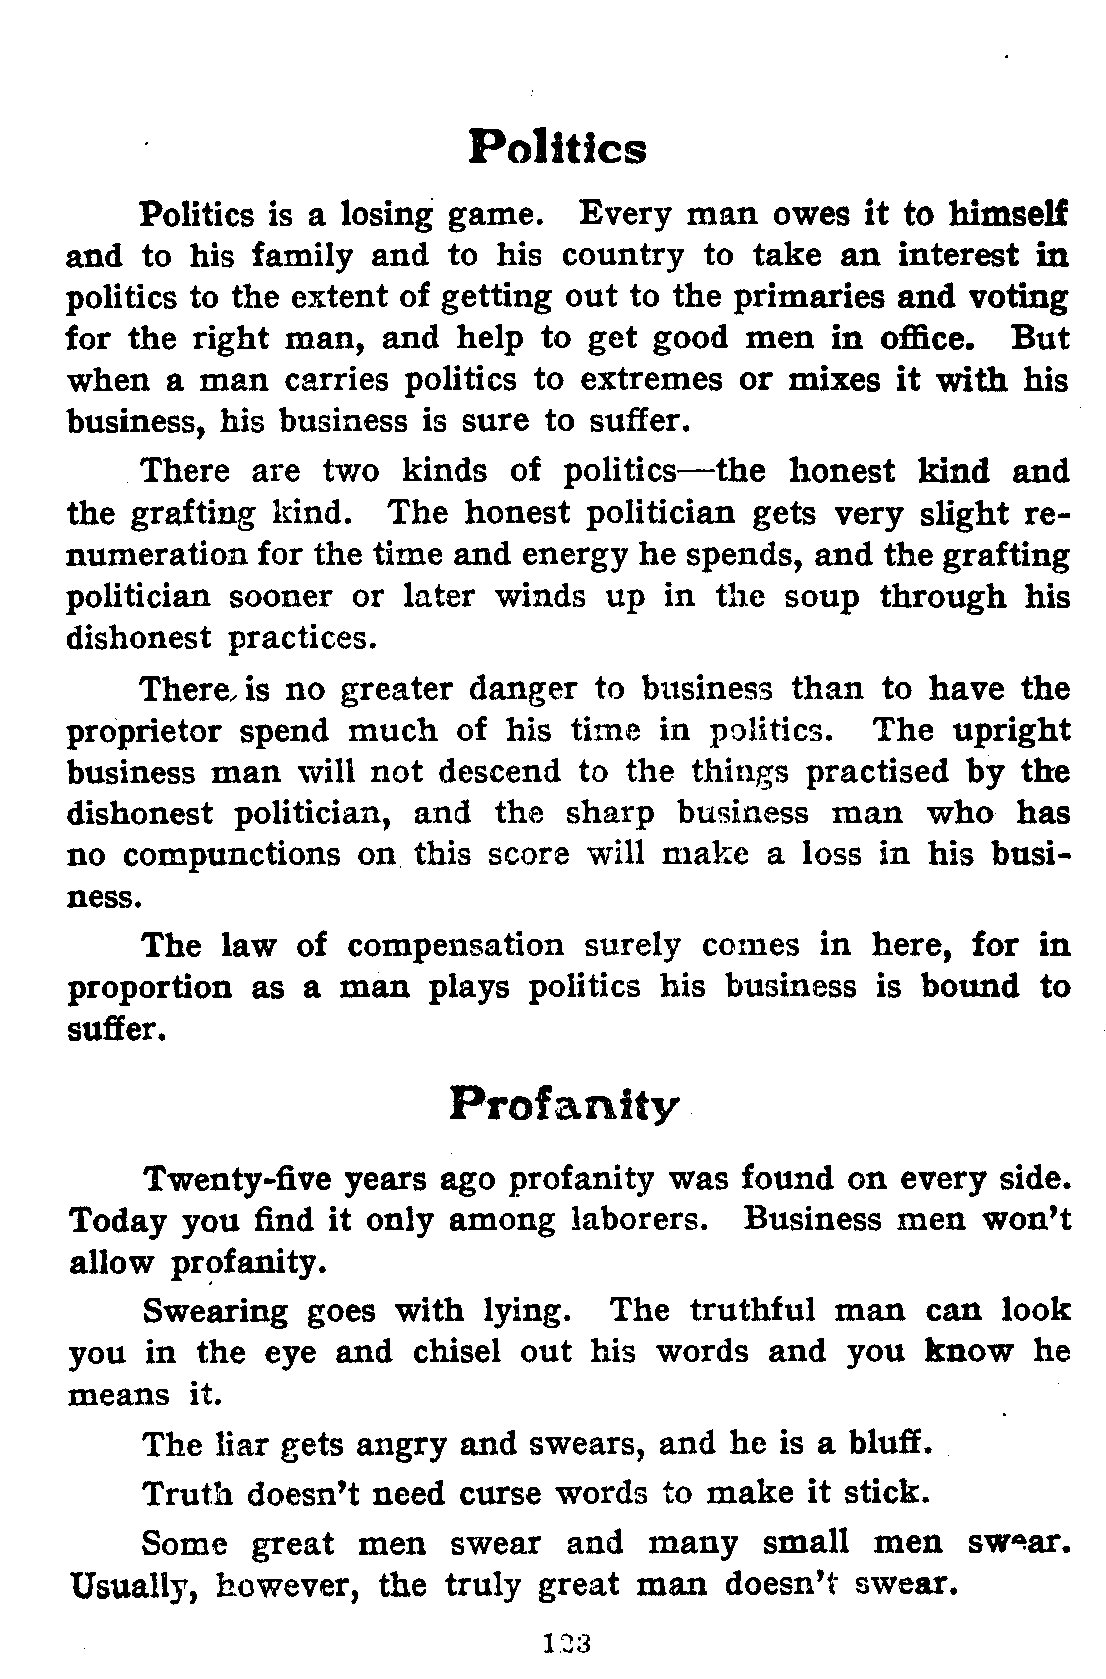 Politics
Politics is a losing game. Every man owes it to himself
and to his family and to his country to take an interest in
politics to the extent of getting out to the primaries and voting
for the right man, and help to get good men in office. But
when a man carries politics to extremes or mixes it with his
business, his business is sure to suffer.
There are two kinds of politics—the honest kind and
the grafting kind. The honest politician gets very slight re-
numeration for the time and energy he spends, and the grafting
politician sooner or later winds up in the soup through his
dishonest practices.
There, is no greater danger to business than to have the
proprietor spend much of his time in politics. The upright
business man will not descend to the things practised by the
dishonest politician, and the sharp business man who has
no compunctions on this score will make a loss in his busi-
ness.
The law of compensation surely comes in here, for in
proportion as a man plays politics his business is bound to
suffer.
Profanity
Twenty-five years ago profanity was found on every side.
Today you find it only among laborers. Business men won't
allow profanity.
Swearing goes with lying. The truthful man can look
you in the eye and chisel out his words and you know he
means it.
The liar gets angry and swears, and he is a bluff.
Truth doesn't need curse words to make it stick.
Some great men swear and many small men swear.
Usually, however, the truly great man doesn't swear.
123